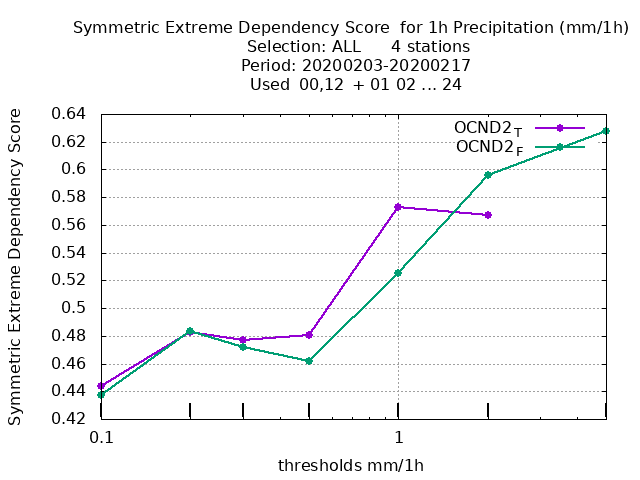 Symmetric Extreme Dependency Score  for 1h Precipitation (mm/1h)
Selection: ALL      4 stations
Period: 20200203-20200217
Used  00,12  + 01 02 ... 24
Symmetric Extreme Dependency Score
0.64
0.62
0.6
0.58
0.56
0.54
0.52
0.5
0.48
0.46
0.44
0.42
OCND2T
OCND2F
0.1
1
thresholds mm/1h